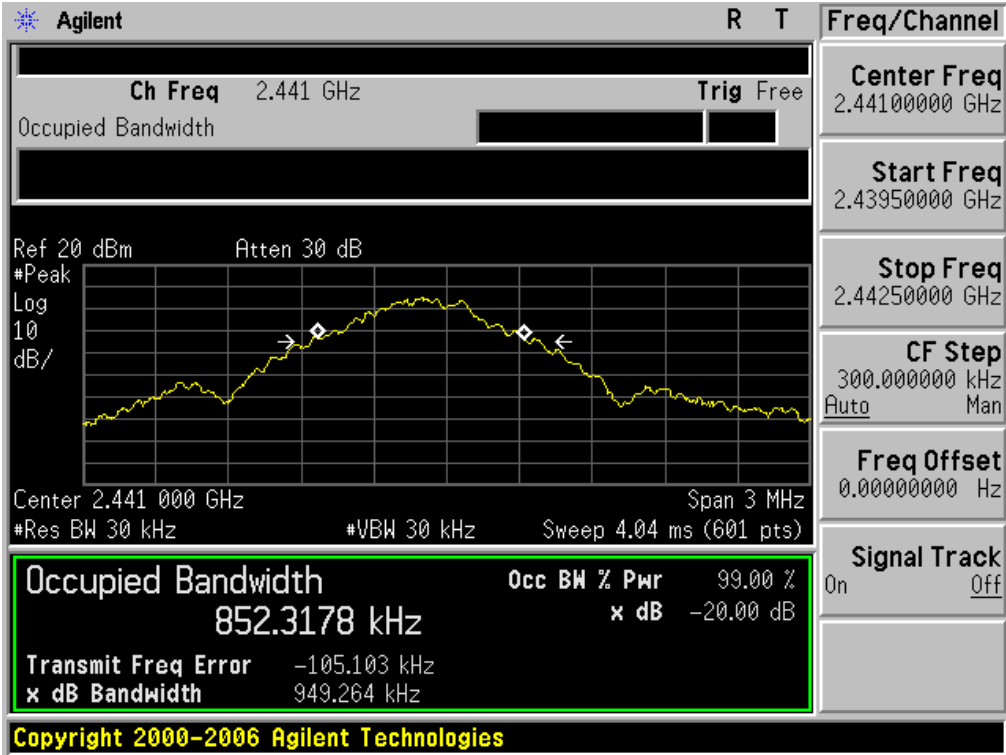 Agilent R T Freq/Channel
Ch Freq 2.441 GHz Trig Free
Occupied Bandwidth
Center Freq
2.44100000 GHz
Start Freq
2.43950000 GHz
Stop Freq
2.44250000 GHz
CF Step
300.000000 kHz
Auto Man
Freq Offset
0.00000000 Hz
Signal Track
On Off
Ref 20 dBm Atten 30 dB
#Peak
Log
10
dB/
Center 2.441 000 GHz Span 3 MHz
#Res BW 30 kHz #VBW 30 kHz Sweep 4.04 ms (601 pts)
Occupied Bandwidth Occ BW % Pwr 99.00 %
852.3178 kHz x dB -20.00 dB
Transmit Freq Error -105.103 kHz
x dB Bandwidth 949.264 kHz
Copyright 2000-2006 Agilent Technologies